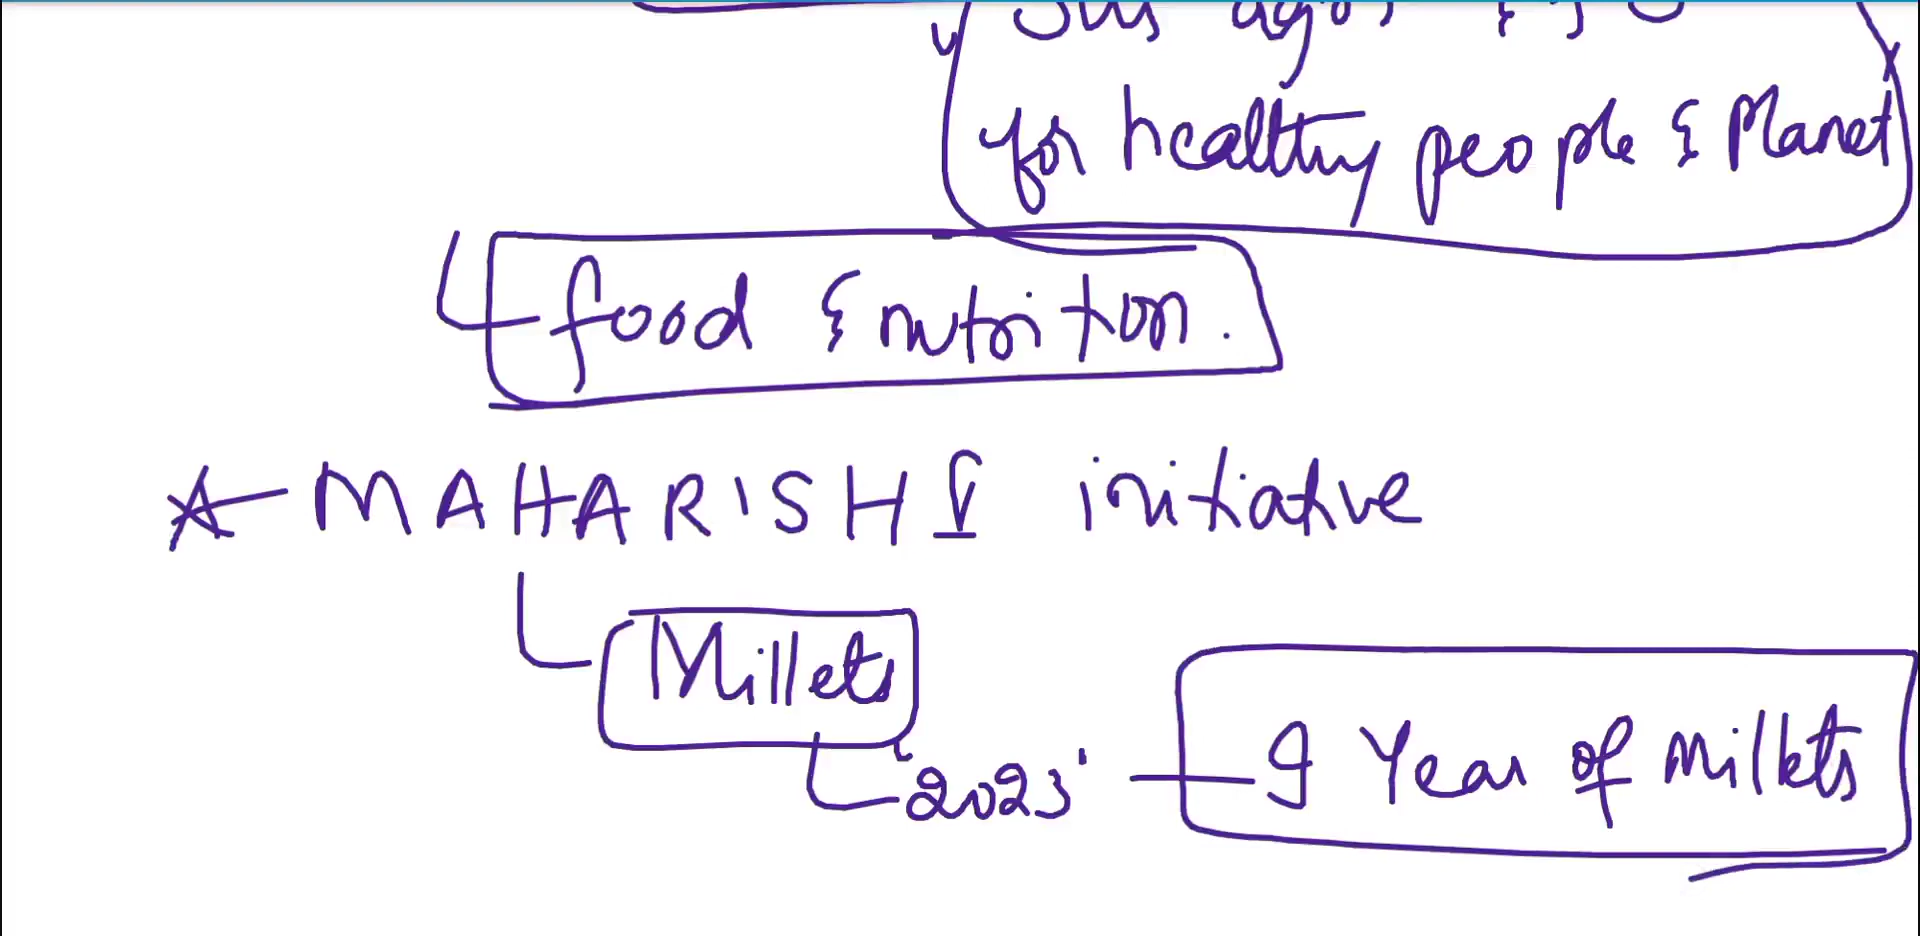 for healthy people & Planet
food & nutrition.
MAHARISHI initiative
Millets
'2023' I Year of Millets